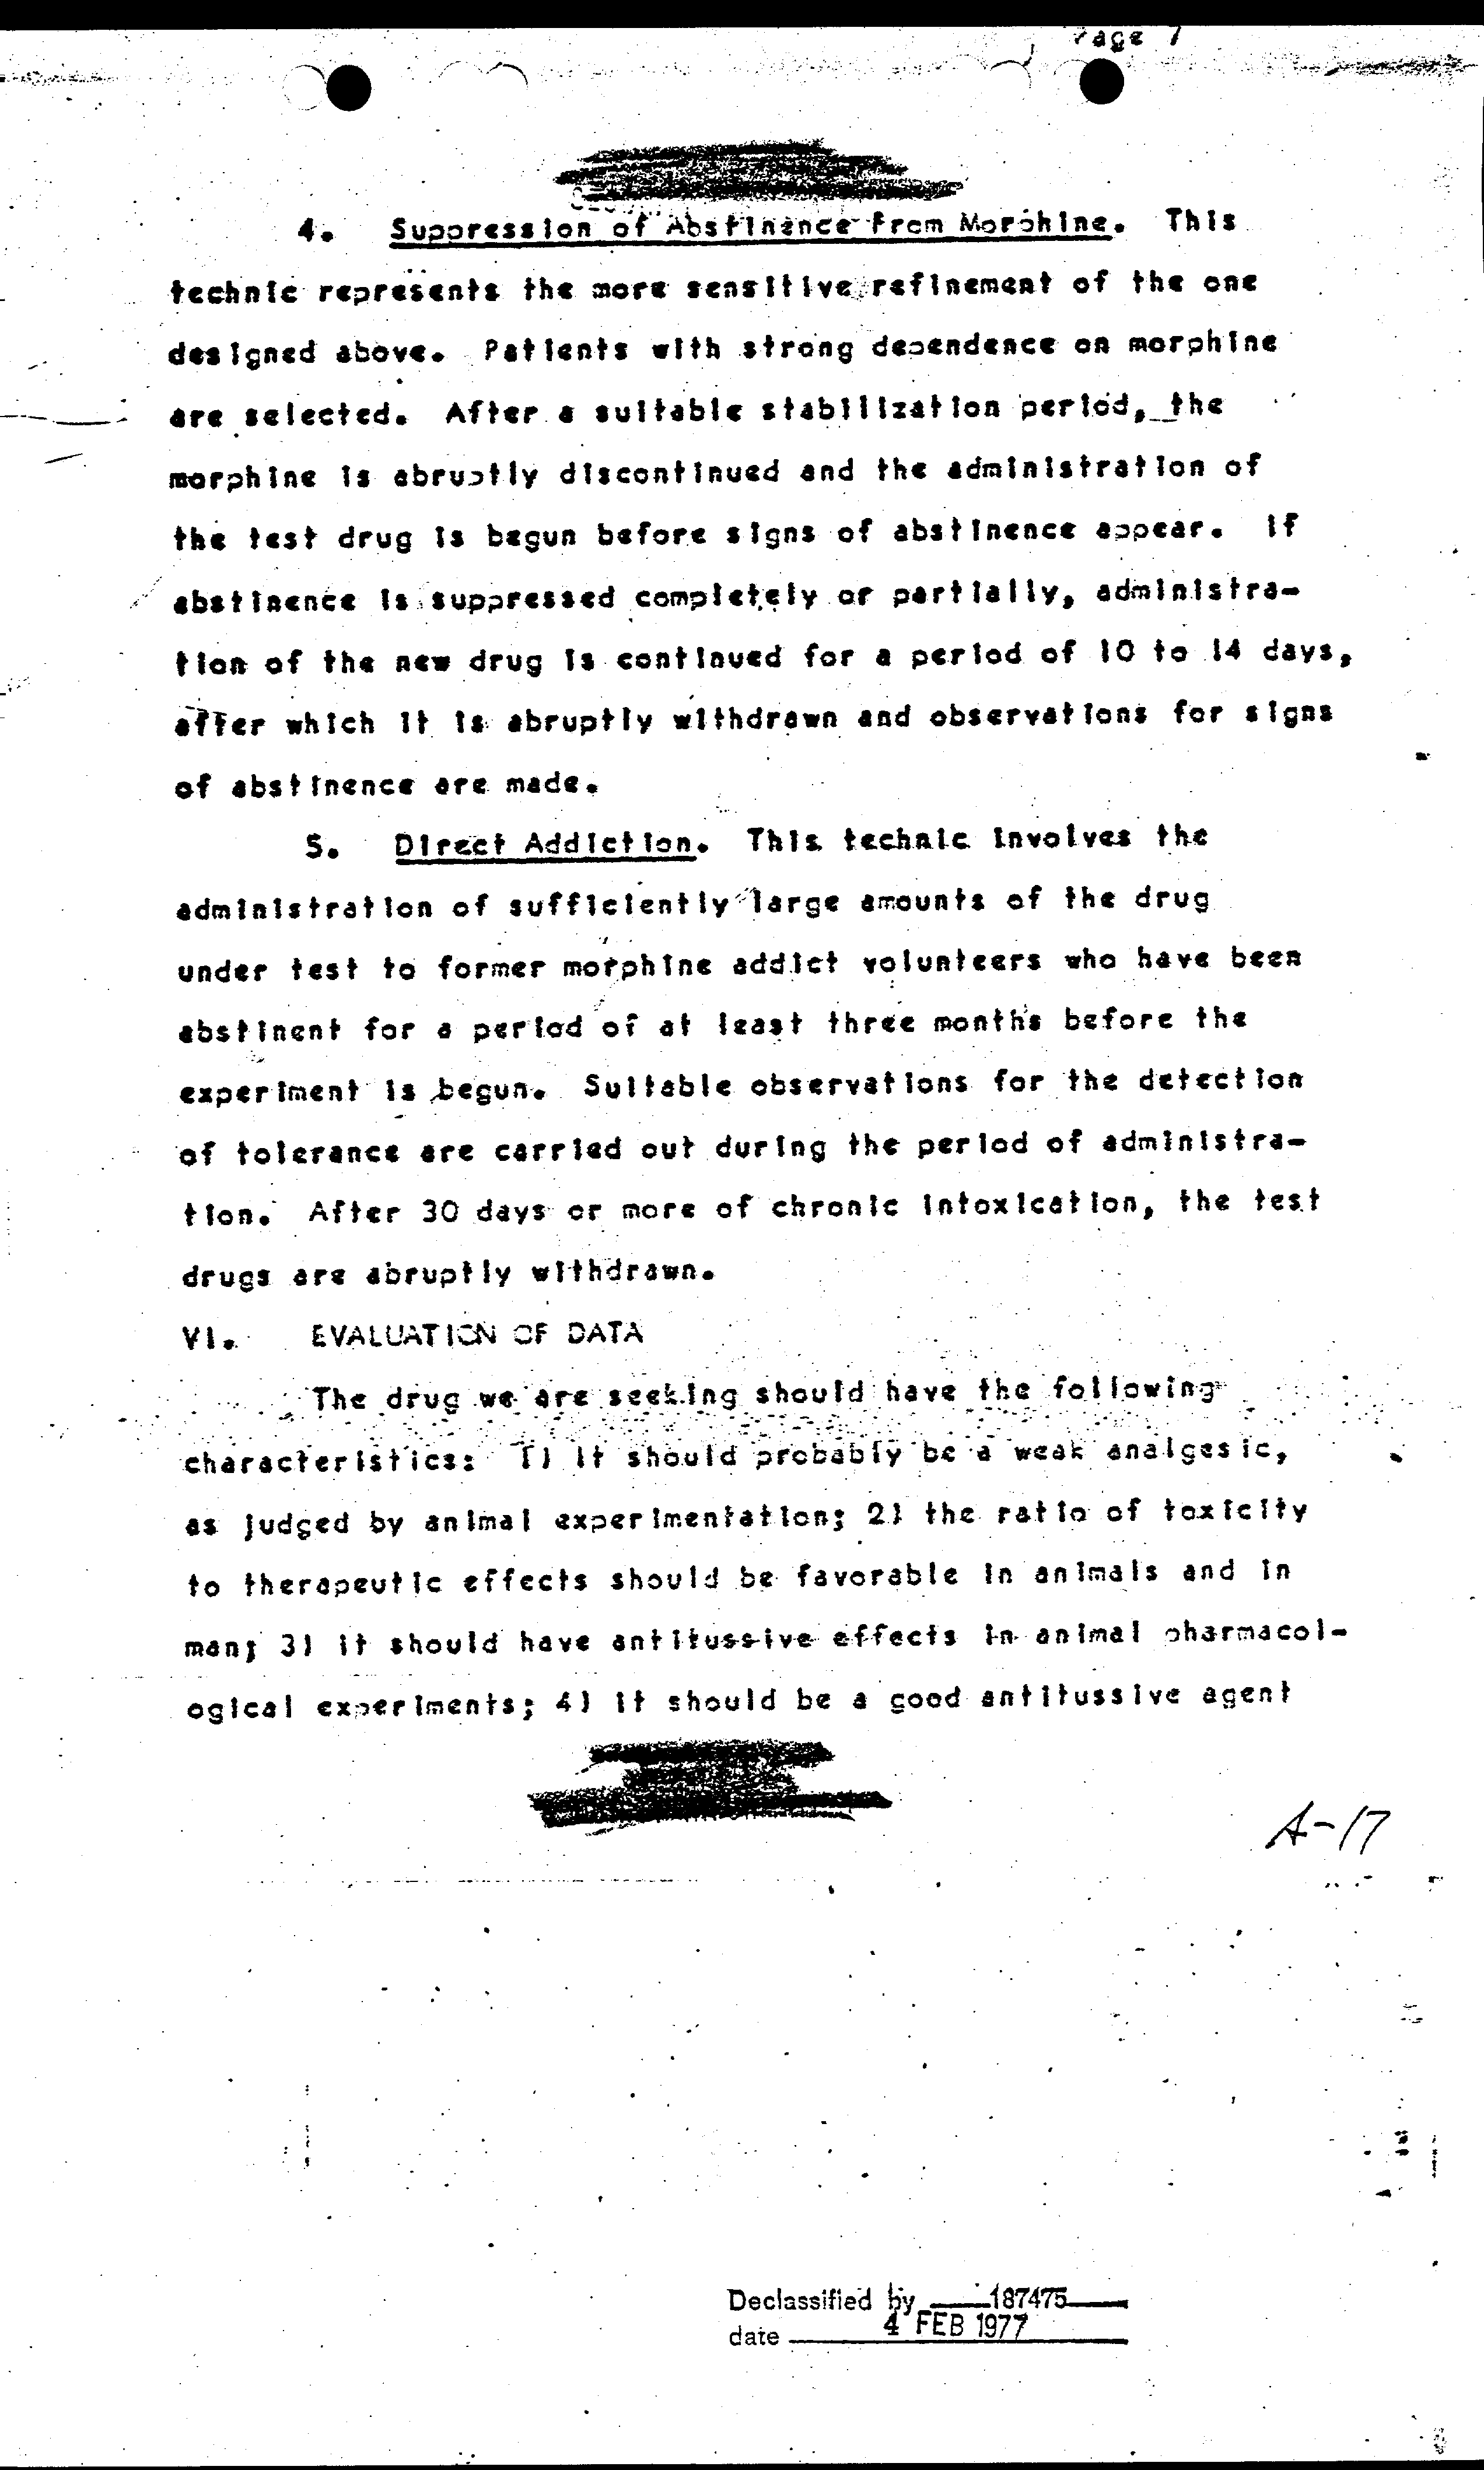 Page 7
4. Suppression of Abstinence from Morphine. This
technic represents the more sensitive refinement of the one
designed above. Patients with strong dependence on morphine
are selected. After a suitable stabilization period, the
morphine is abruptly discontinued and the administration of
the test drug is begun before signs of abstinence appear. If
abstinence is suppressed completely or partially, administra-
tion of the new drug is continued for a period of 10 to 14 days,
after which it is abruptly withdrawn and observations for signs
of abstinence are made.
5. Direct Addiction. This technic involves the
administration of sufficiently large amounts of the drug
under test to former morphine addict volunteers who have been
abstinent for a period of at least three months before the
experiment is begun. Suitable observations for the detection
of tolerance are carried out during the period of administra-
tion. After 30 days or more of chronic intoxication, the test
drugs are abruptly withdrawn.
VI. EVALUATION OF DATA
The drug we are seeking should have the following
characteristics: 1) it should probably be a weak analgesic,
as judged by animal experimentation; 2) the ratio of toxicity
to therapeutic effects should be favorable in animals and in
man; 3) it should have antitussive effects in animal pharmacol-
ogical experiments; 4) it should be a good antitussive agent
A-17
Declassified by 187475
date 4 FEB 1977